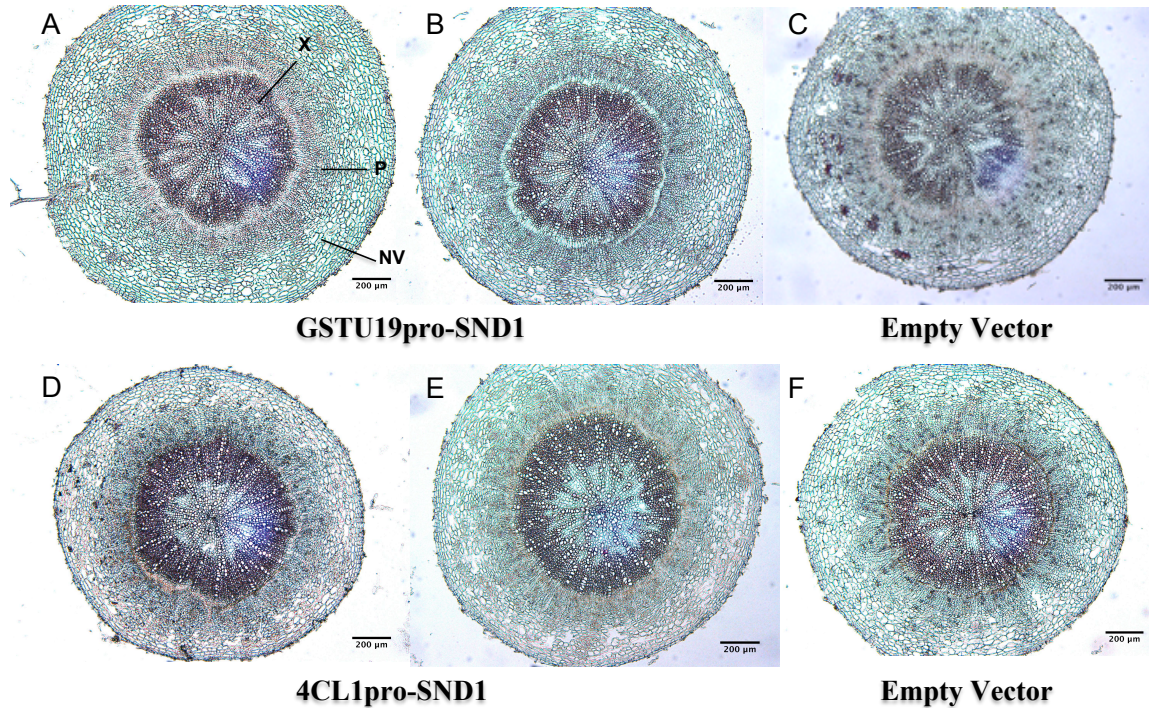 A
B
C
X
P
NV
200 µm
200 µm
200 µm
GSTU19pro-SND1
Empty Vector
D
E
F
200 µm
200 µm
200 µm
4CL1pro-SND1
Empty Vector